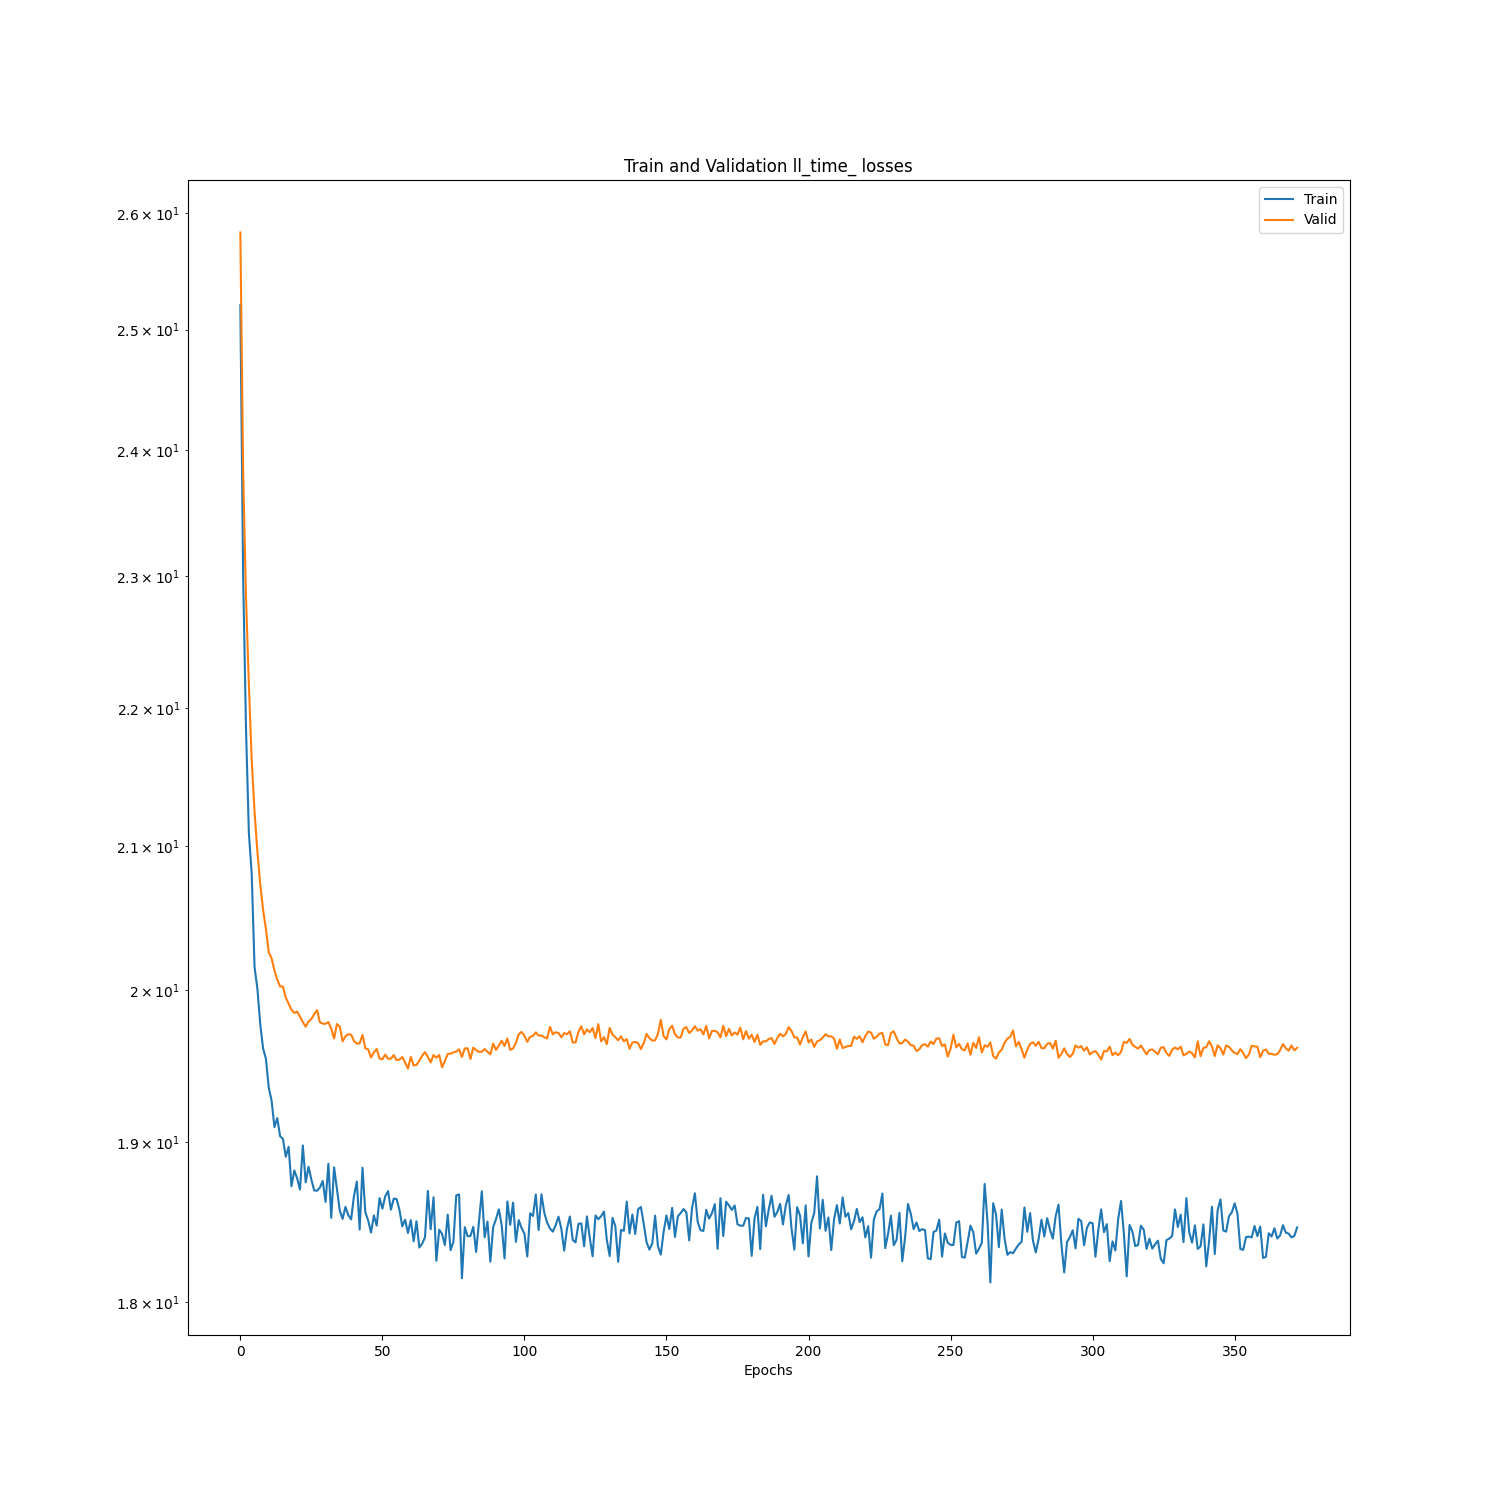 Train and Validation ll_time_ losses
Train
Valid
2.6 × 10¹
2.5 × 10¹
2.4 × 10¹
2.3 × 10¹
2.2 × 10¹
2.1 × 10¹
2 × 10¹
1.9 × 10¹
1.8 × 10¹
0 50 100 150 200 250 300 350
Epochs